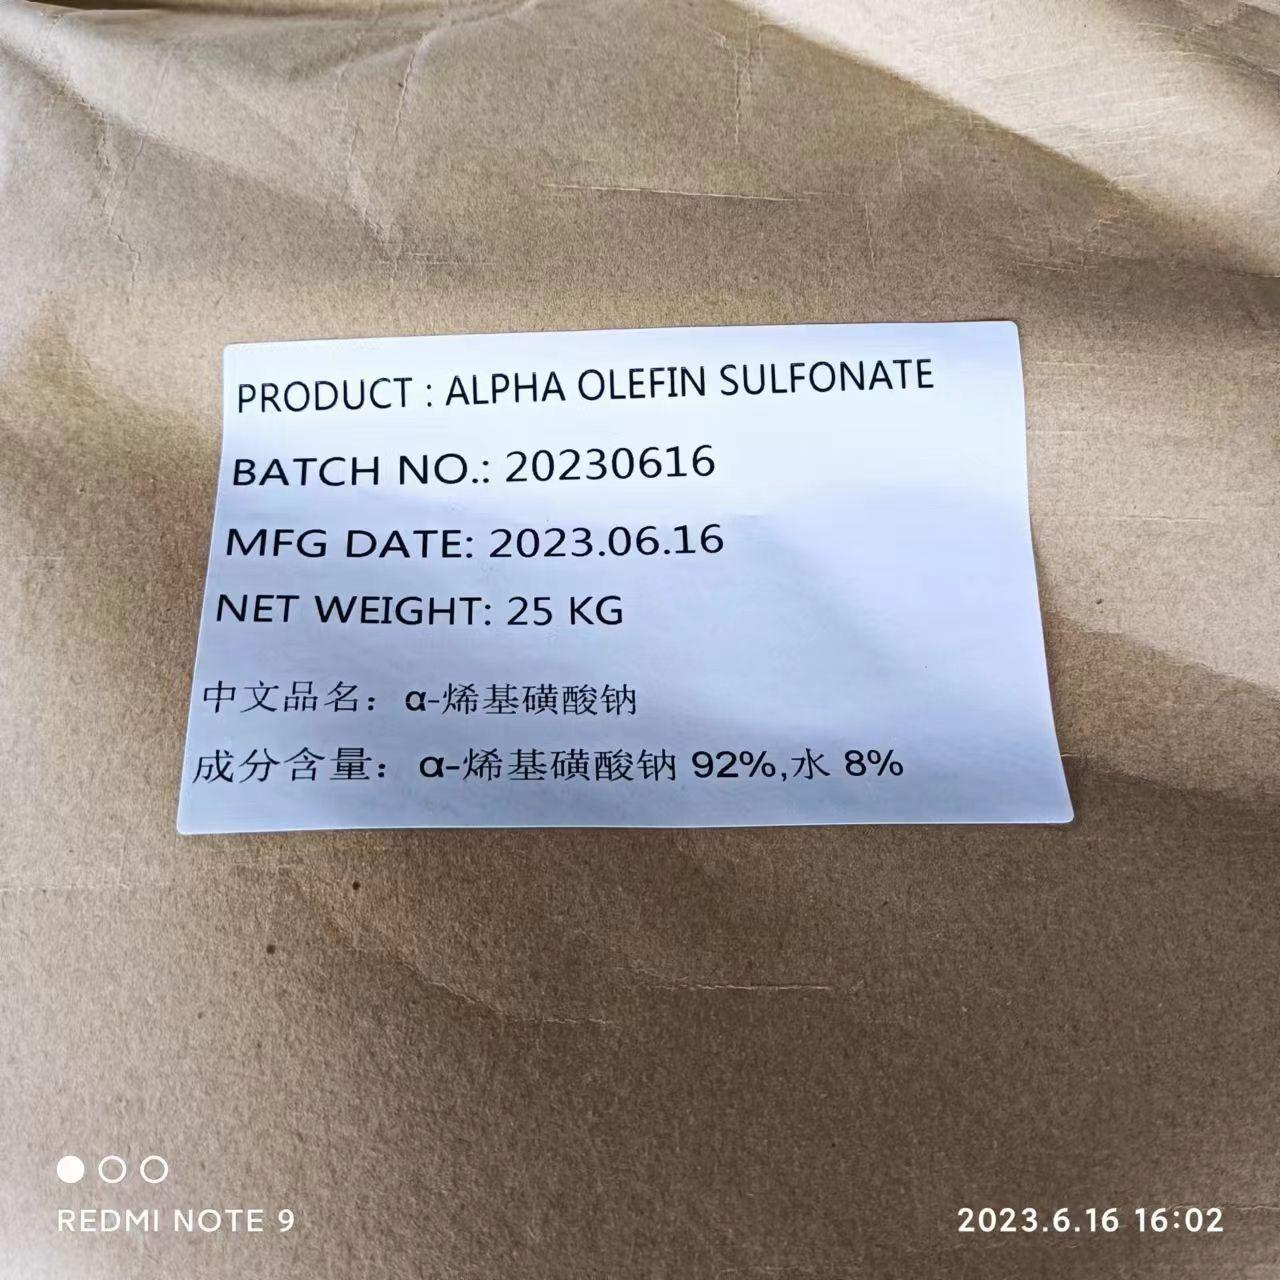 PRODUCT : ALPHA OLEFIN SULFONATE
BATCH NO.: 20230616
MFG DATE: 2023.06.16
NET WEIGHT: 25 KG
中文品名：α-烯基磺酸钠
成分含量：α-烯基磺酸钠 92%,水 8%
REDMI NOTE 9
2023.6.16 16:02